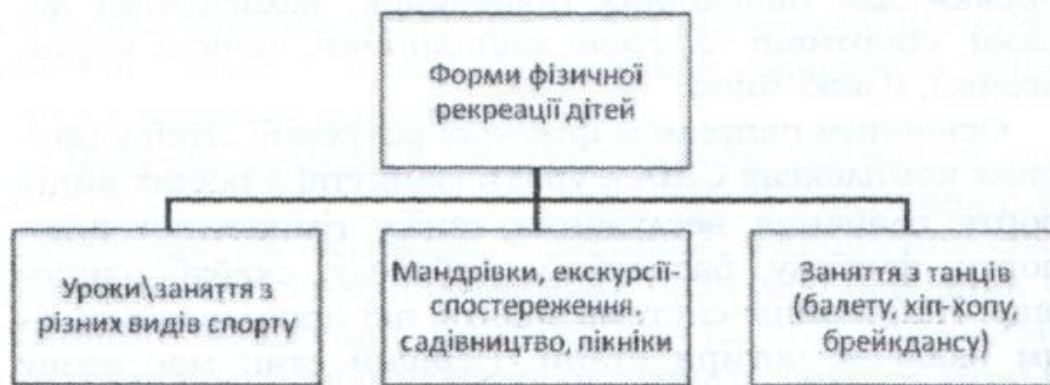 Форми фізичної
рекреації дітей
Уроки\заняття з
різних видів спорту
Мандрівки, екскурсії-
спостереження.
садівництво, пікніки
Заняття з танців
(балету, хіп-хопу,
брейкдансу)